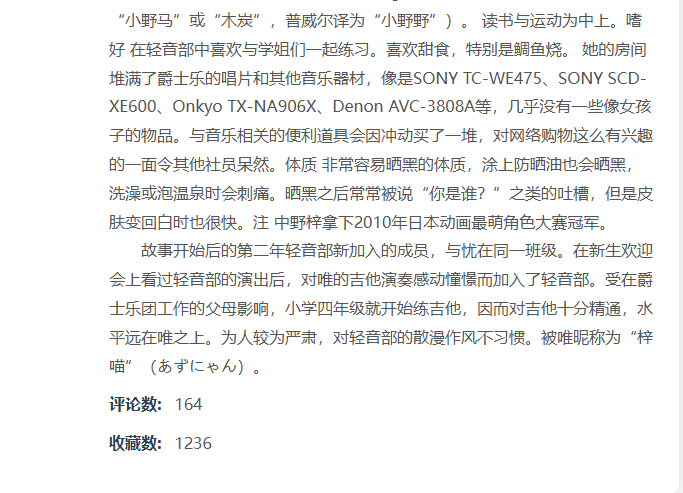 “小野马”或“木炭”，普威尔译为“小野野”）。 读书与运动为中上。嗜
好 在轻音部中喜欢与学姐们一起练习。喜欢甜食，特别是鲷鱼烧。 她的房间
堆满了爵士乐的唱片和其他音乐器材，像是SONY TC-WE475、SONY SCD-
XE600、Onkyo TX-NA906X、Denon AVC-3808A等，几乎没有一些像女孩
子的物品。与音乐相关的便利道具会因冲动买了一堆，对网络购物这么有兴趣
的一面令其他社员呆然。体质 非常容易晒黑的体质，涂上防晒油也会晒黑，
洗澡或泡温泉时会刺痛。晒黑之后常常被说“你是谁？”之类的吐槽，但是皮
肤变回白时也很快。注 中野梓拿下2010年日本动画最萌角色大赛冠军。
故事开始后的第二年轻音部新加入的成员，与忧在同一班级。在新生欢迎
会上看过轻音部的演出后，对唯的吉他演奏感动憧憬而加入了轻音部。受在爵
士乐团工作的父母影响，小学四年级就开始练吉他，因而对吉他十分精通，水
平远在唯之上。为人较为严肃，对轻音部的散漫作风不习惯。被唯昵称为“梓
喵”（あずにゃん）。
评论数: 164
收藏数: 1236